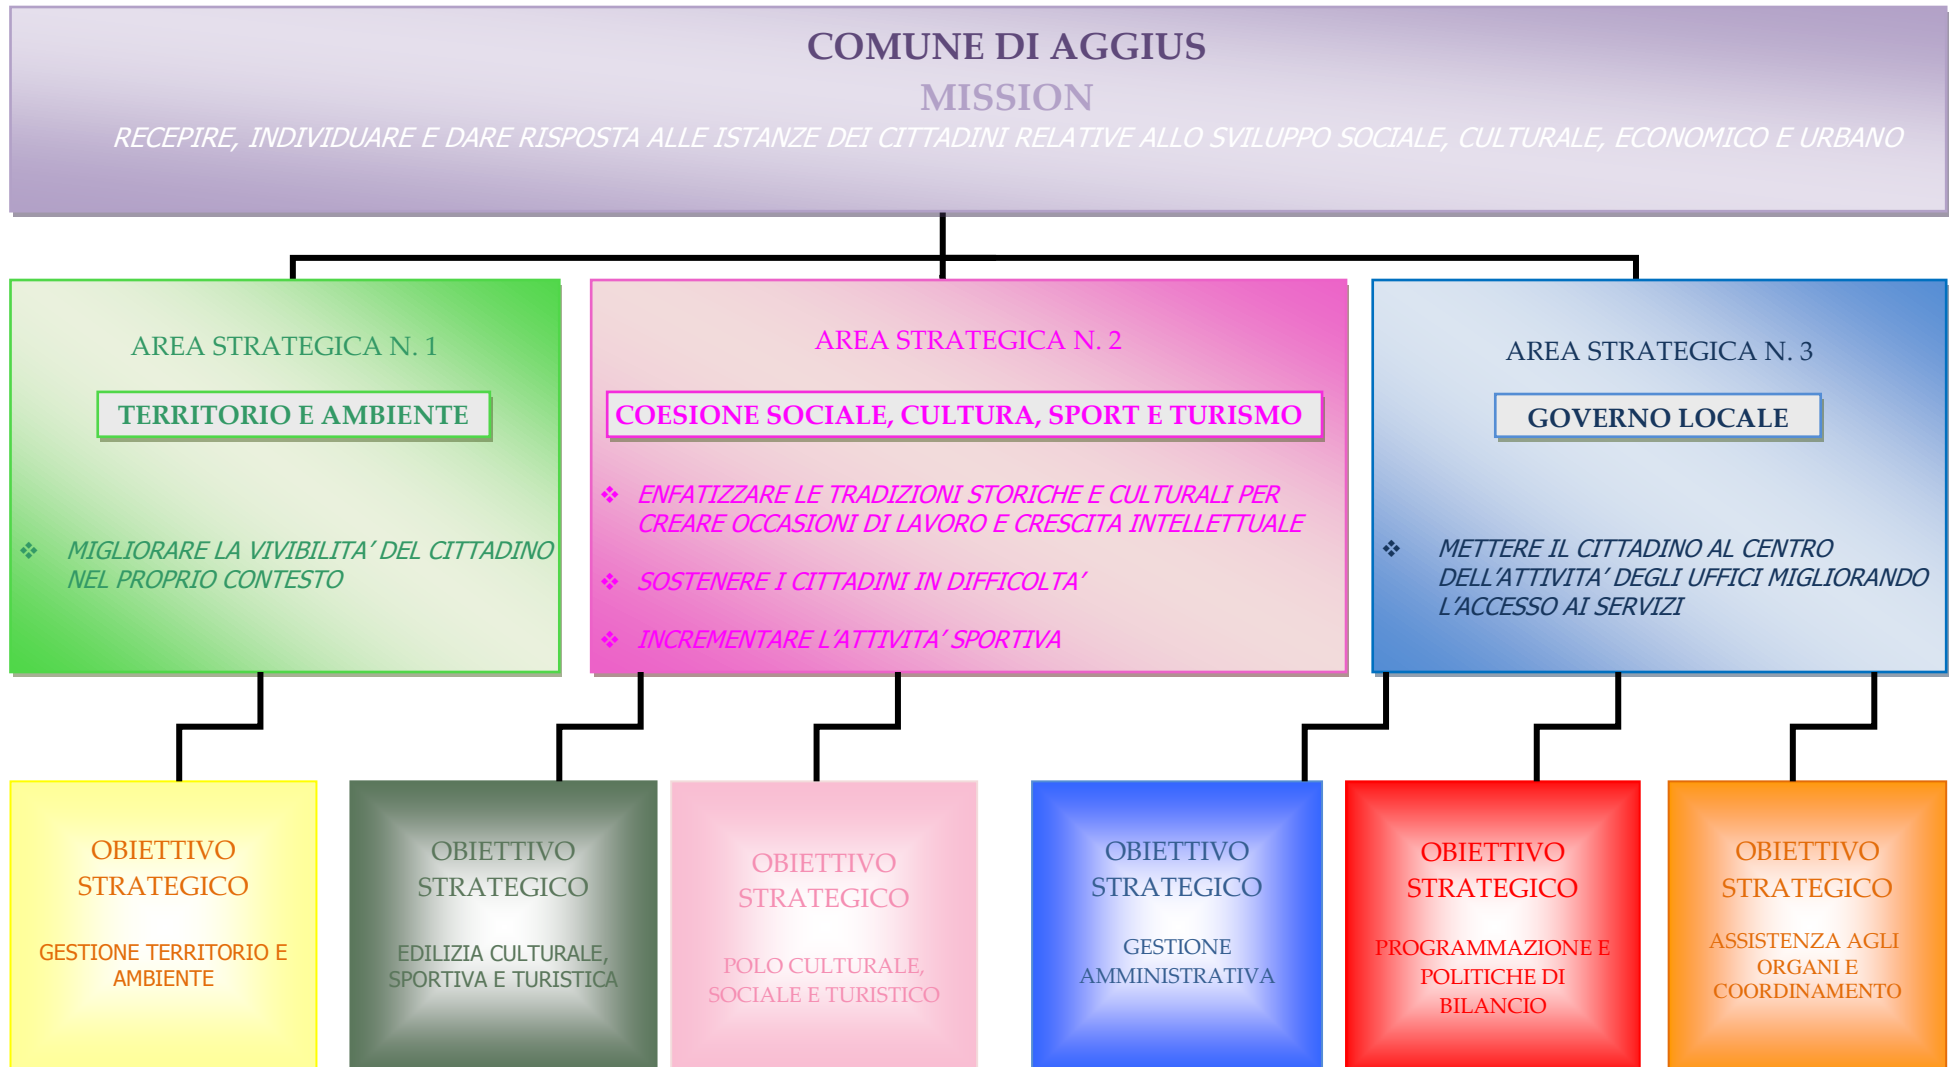 COMUNE DI AGGIUS
MISSION
RECEPIRE, INDIVIDUARE E DARE RISPOSTA ALLE ISTANZE DEI CITTADINI RELATIVE ALLO SVILUPPO SOCIALE, CULTURALE, ECONOMICO E URBANO
AREA STRATEGICA N. 1
TERRITORIO E AMBIENTE
❖ MIGLIORARE LA VIVIBILITA’ DEL CITTADINO
NEL PROPRIO CONTESTO
AREA STRATEGICA N. 2
COESIONE SOCIALE, CULTURA, SPORT E TURISMO
❖ ENFATIZZARE LE TRADIZIONI STORICHE E CULTURALI PER
CREARE OCCASIONI DI LAVORO E CRESCITA INTELLETTUALE
❖ SOSTENERE I CITTADINI IN DIFFICOLTA’
❖ INCREMENTARE L’ATTIVITA’ SPORTIVA
AREA STRATEGICA N. 3
GOVERNO LOCALE
❖ METTERE IL CITTADINO AL CENTRO
DELL’ATTIVITA’ DEGLI UFFICI MIGLIORANDO
L’ACCESSO AI SERVIZI
OBIETTIVO
STRATEGICO
GESTIONE TERRITORIO E
AMBIENTE
OBIETTIVO
STRATEGICO
EDILIZIA CULTURALE,
SPORTIVA E TURISTICA
OBIETTIVO
STRATEGICO
POLO CULTURALE,
SOCIALE E TURISTICO
OBIETTIVO
STRATEGICO
GESTIONE
AMMINISTRATIVA
OBIETTIVO
STRATEGICO
PROGRAMMAZIONE E
POLITICHE DI
BILANCIO
OBIETTIVO
STRATEGICO
ASSISTENZA AGLI
ORGANI E
COORDINAMENTO